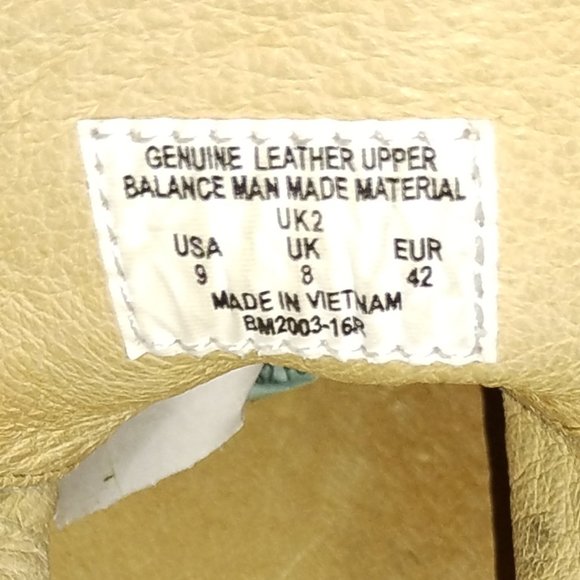 GENUINE LEATHER UPPER
BALANCE MAN MADE MATERIAL
UK2
USA UK EUR
9 8 42
MADE IN VIETNAM
BM2003-16R